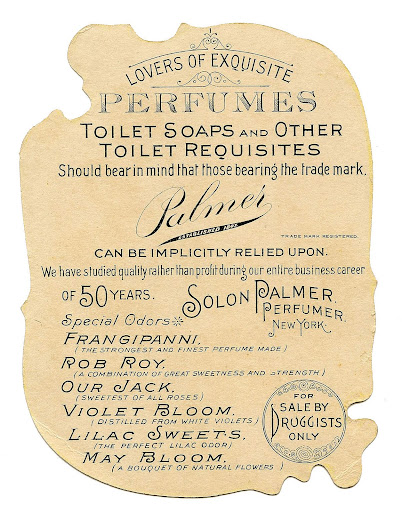 LOVERS OF EXQUISITE
PERFUMES
TOILET SOAPS AND OTHER
TOILET REQUISITES
Should bear in mind that those bearing the trade mark.
Palmer
ESTABLISHED
TRADE MARK REGISTERED.
CAN BE IMPLICITLY RELIED UPON.
We have studied quality rather than profit during our entire business career
OF 50 YEARS.
SOLON PALMER.
PERFUMER.
NEW YORK.
Special Odors
FRANGIPANNI.
(THE STRONGEST AND FINEST PERFUME MADE)
ROB ROY.
(A COMBINATION OF GREAT SWEETNESS AND STRENGTH)
OUR JACK.
(SWEETEST OF ALL ROSES)
VIOLET BLOOM.
(DISTILLED FROM WHITE VIOLETS)
LILAC SWEETS.
(THE PERFECT LILAC ODOR)
MAY BLOOM.
(A BOUQUET OF NATURAL FLOWERS)
FOR
SALE BY
DRUGGISTS
ONLY